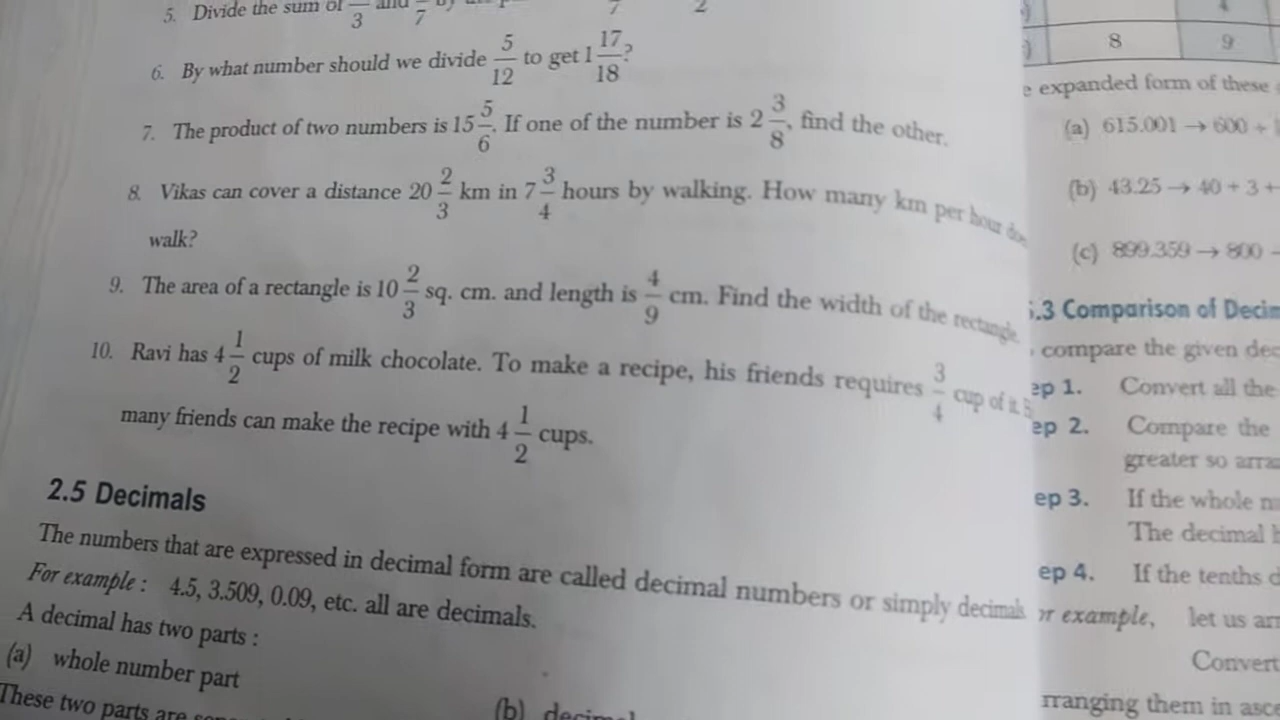 5. Divide the sum of 3 and 7 by
6. By what number should we divide 5/12 to get 1 17/18?
7. The product of two numbers is 15 5/6. If one of the number is 2 3/8, find the other.
8. Vikas can cover a distance 20 2/3 km in 7 3/4 hours by walking. How many km per hour
walk?
9. The area of a rectangle is 10 2/3 sq. cm. and length is 4/9 cm. Find the width of the rectangle.
10. Ravi has 4 1/2 cups of milk chocolate. To make a recipe, his friends requires 3/4 cup of it.
many friends can make the recipe with 4 1/2 cups.
2.5 Decimals
The numbers that are expressed in decimal form are called decimal numbers or simply decimals
For example : 4.5, 3.509, 0.09, etc. all are decimals.
A decimal has two parts :
(a) whole number part
(b) decimal
These two parts are
8 9
expanded form of these
(a) 615.001 → 600 +
(b) 43.25 → 40 + 3 +
(c) 899.359 → 800
.3 Comparison of Decim
compare the given dec
ep 1. Convert all the
ep 2. Compare the
greater so arra
ep 3. If the whole n
The decimal
ep 4. If the tenths
r example, let us arr
Convert
rranging them in asce